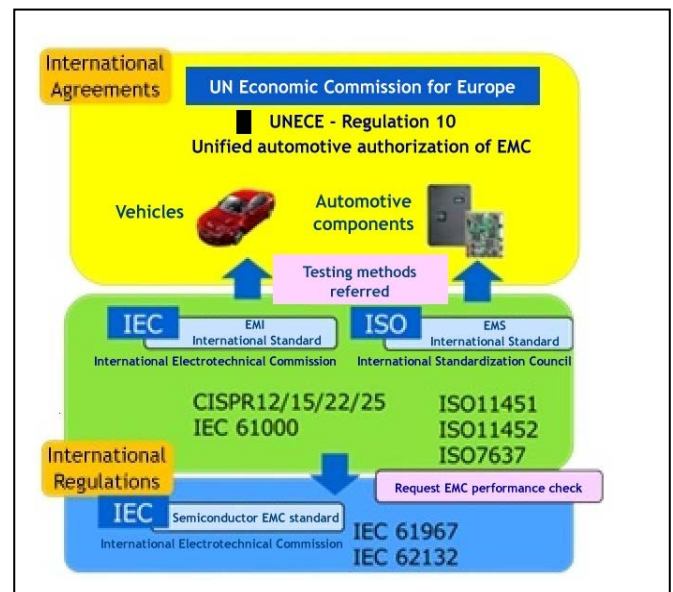 International
Agreements
UN Economic Commission for Europe
UNECE - Regulation 10
Unified automotive authorization of EMC
Vehicles
Automotive
components
Testing methods
referred
IEC
EMI
International Standard
International Electrotechnical Commission
ISO
EMS
International Standard
International Standardization Council
CISPR12/15/22/25
IEC 61000
ISO11451
ISO11452
ISO7637
International
Regulations
Request EMC performance check
IEC
Semiconductor EMC standard
International Electrotechnical Commission
IEC 61967
IEC 62132